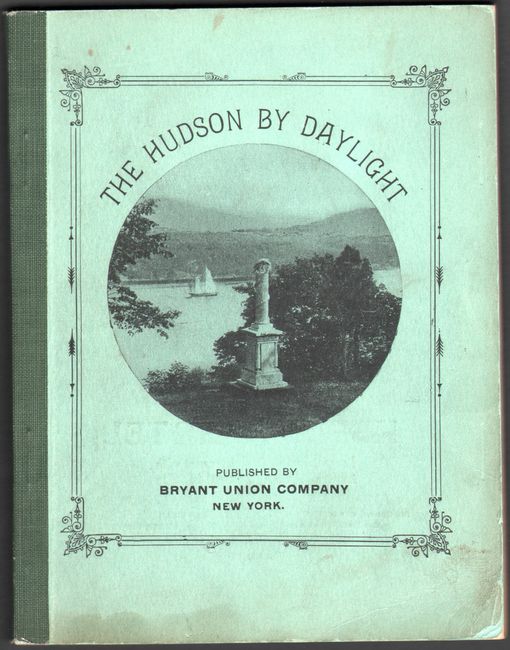 THE HUDSON BY DAYLIGHT
PUBLISHED BY
BRYANT UNION COMPANY
NEW YORK.